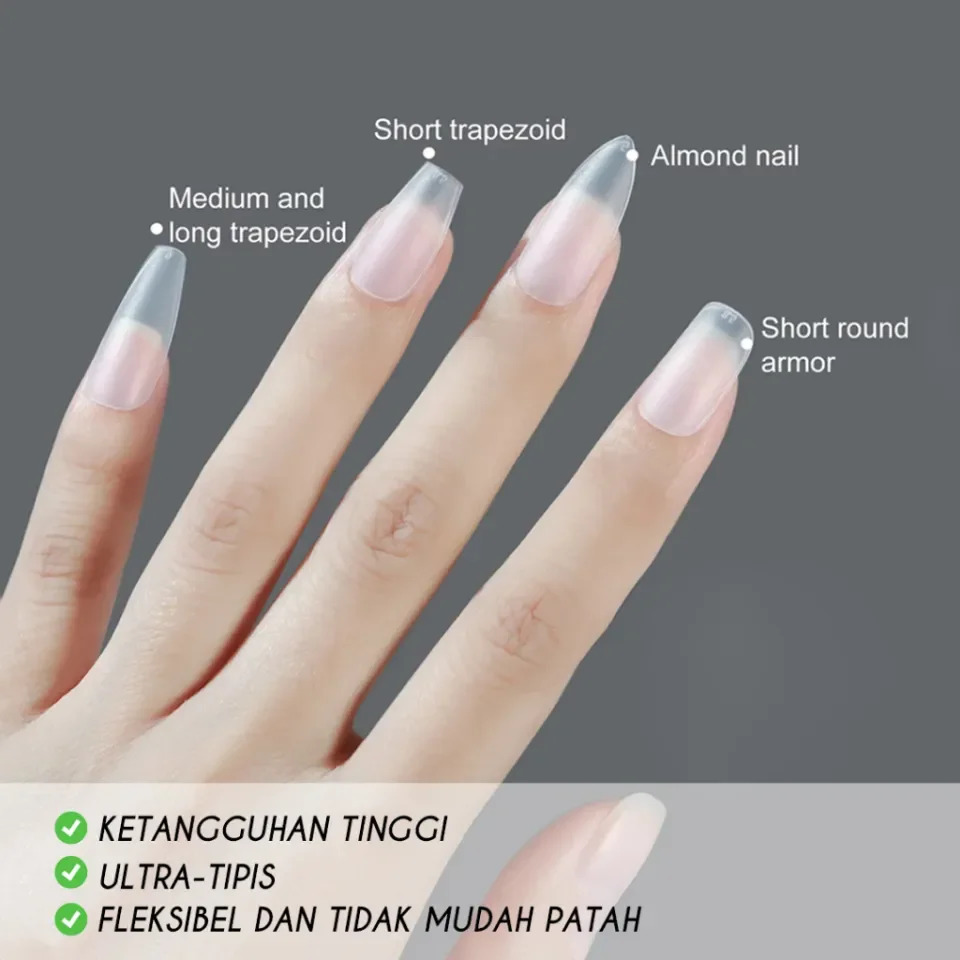 Short trapezoid
Almond nail
Medium and
long trapezoid
Short round
armor
KETANGGUHAN TINGGI
ULTRA-TIPIS
FLEKSIBEL DAN TIDAK MUDAH PATAH